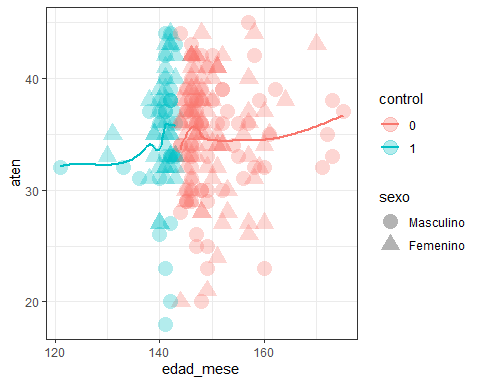 40
30
20
aten
120
140
160
edad_mese
control
0
1
sexo
Masculino
Femenino